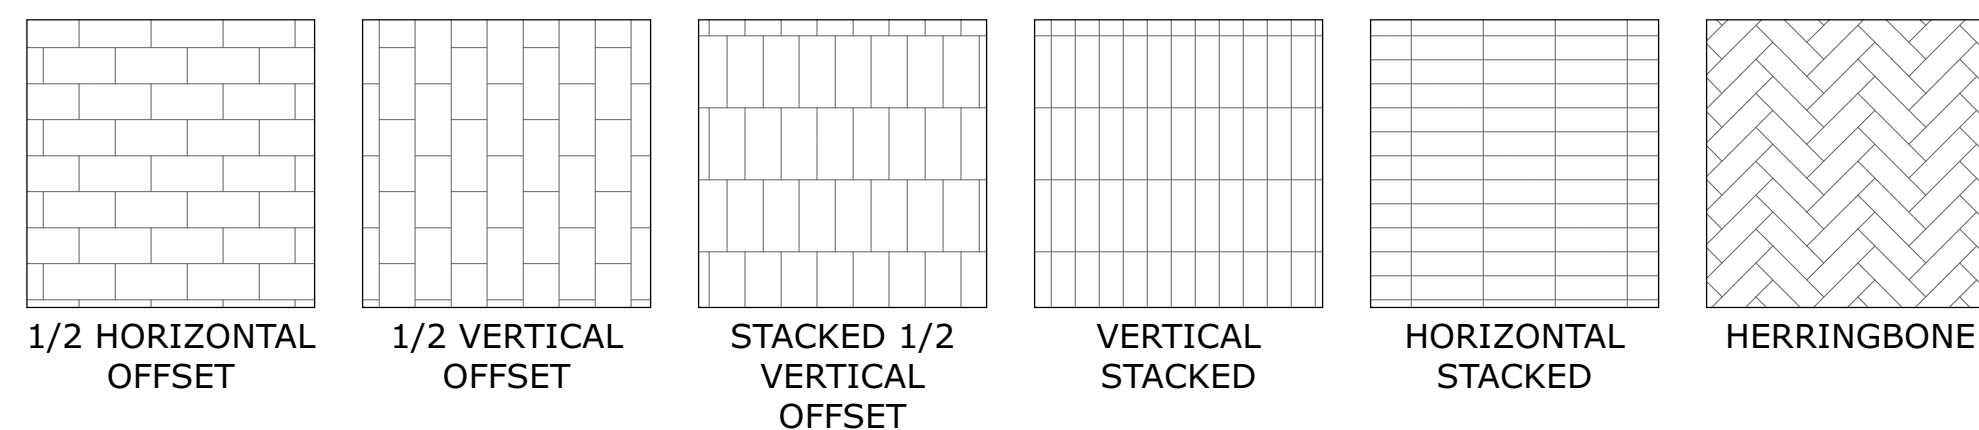 1/2 HORIZONTAL
OFFSET
1/2 VERTICAL
OFFSET
STACKED 1/2
VERTICAL
OFFSET
VERTICAL
STACKED
HORIZONTAL
STACKED
HERRINGBONE